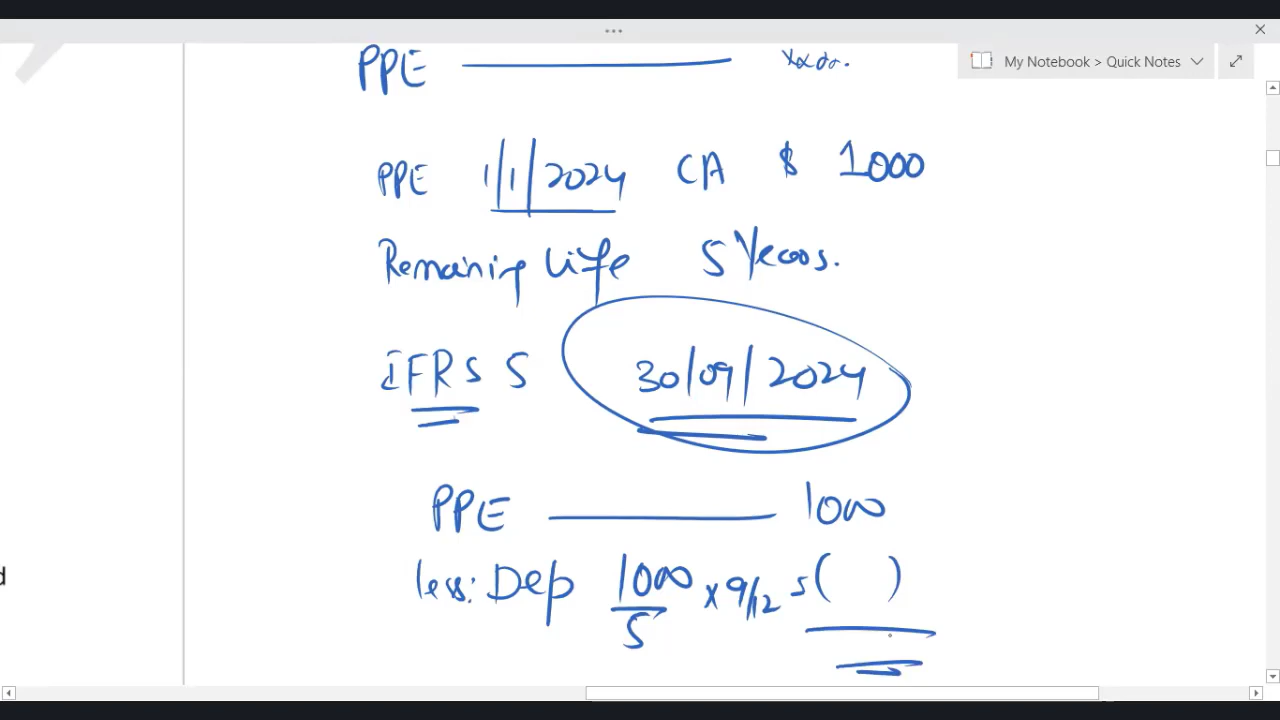 PPE
My Notebook > Quick Notes
PPE 1/1/2024 CA $ 1000
Remaining Life 5 Years.
IFRS 5 30/09/2024
PPE 1000
less: Dep 1000/5 x 9/12 ( )
d